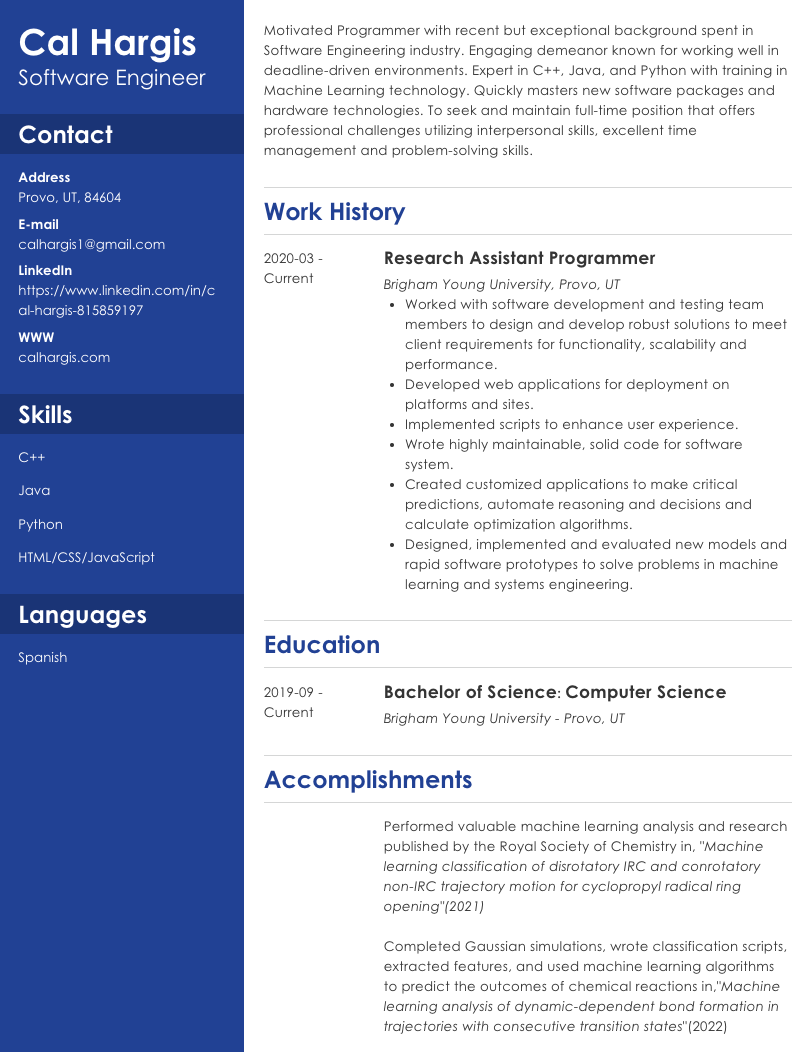 Cal Hargis
Software Engineer
Contact
Address
Provo, UT, 84604
E-mail
calhargis1@gmail.com
LinkedIn
https://www.linkedin.com/in/c
al-hargis-815859197
WWW
calhargis.com
Skills
C++
Java
Python
HTML/CSS/JavaScript
Languages
Spanish
Motivated Programmer with recent but exceptional background spent in
Software Engineering industry. Engaging demeanor known for working well in
deadline-driven environments. Expert in C++, Java, and Python with training in
Machine Learning technology. Quickly masters new software packages and
hardware technologies. To seek and maintain full-time position that offers
professional challenges utilizing interpersonal skills, excellent time
management and problem-solving skills.
Work History
2020-03 -
Current
Research Assistant Programmer
Brigham Young University, Provo, UT
• Worked with software development and testing team
members to design and develop robust solutions to meet
client requirements for functionality, scalability and
performance.
• Developed web applications for deployment on
platforms and sites.
• Implemented scripts to enhance user experience.
• Wrote highly maintainable, solid code for software
system.
• Created customized applications to make critical
predictions, automate reasoning and decisions and
calculate optimization algorithms.
• Designed, implemented and evaluated new models and
rapid software prototypes to solve problems in machine
learning and systems engineering.
Education
2019-09 -
Current
Bachelor of Science: Computer Science
Brigham Young University - Provo, UT
Accomplishments
Performed valuable machine learning analysis and research
published by the Royal Society of Chemistry in, "Machine
learning classification of disrotatory IRC and conrotatory
non-IRC trajectory motion for cyclopropyl radical ring
opening"(2021)
Completed Gaussian simulations, wrote classification scripts,
extracted features, and used machine learning algorithms
to predict the outcomes of chemical reactions in,"Machine
learning analysis of dynamic-dependent bond formation in
trajectories with consecutive transition states"(2022)